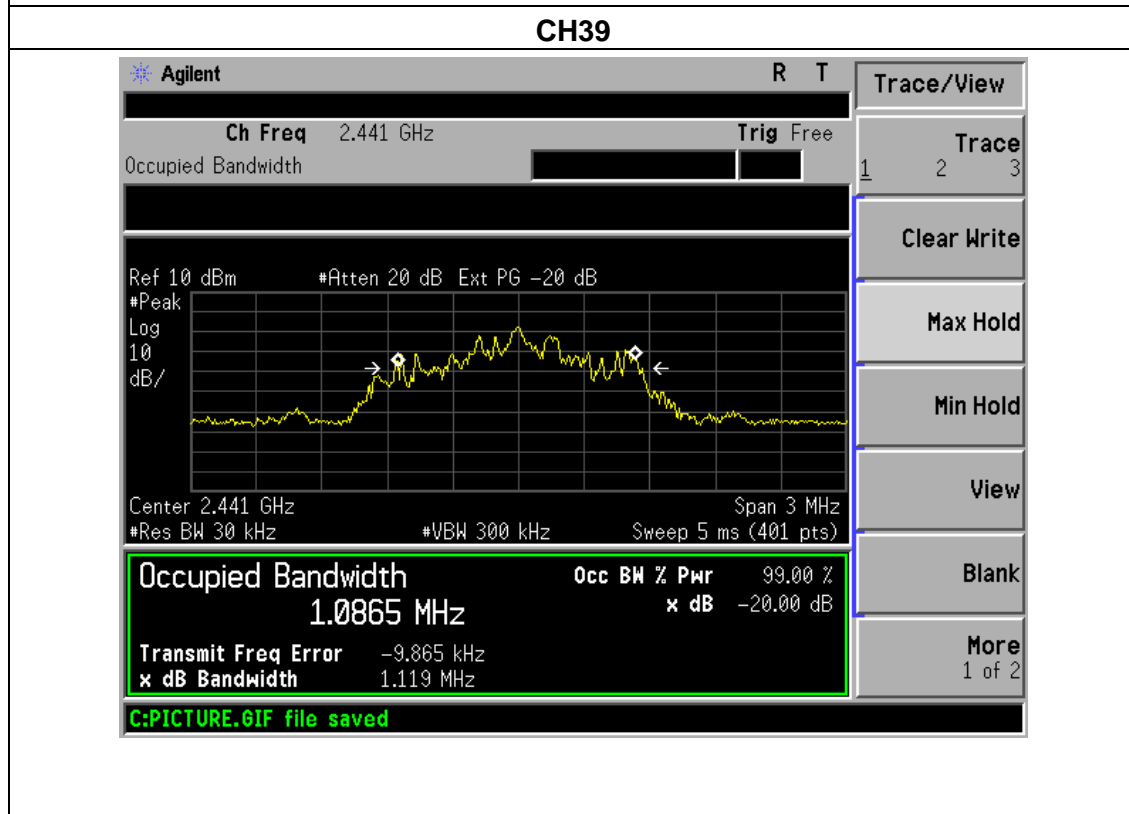 CH39
Agilent R T
Trace/View
Ch Freq 2.441 GHz Trig Free
Occupied Bandwidth
Trace
1 2 3
Clear Write
Ref 10 dBm #Atten 20 dB Ext PG -20 dB
#Peak
Log
10
dB/
Max Hold
Min Hold
View
Center 2.441 GHz Span 3 MHz
#Res BW 30 kHz #VBW 300 kHz Sweep 5 ms (401 pts)
Occupied Bandwidth Occ BW % Pwr 99.00 %
1.0865 MHz x dB -20.00 dB
Blank
Transmit Freq Error -9.865 kHz
x dB Bandwidth 1.119 MHz
More
1 of 2
C:PICTURE.GIF file saved